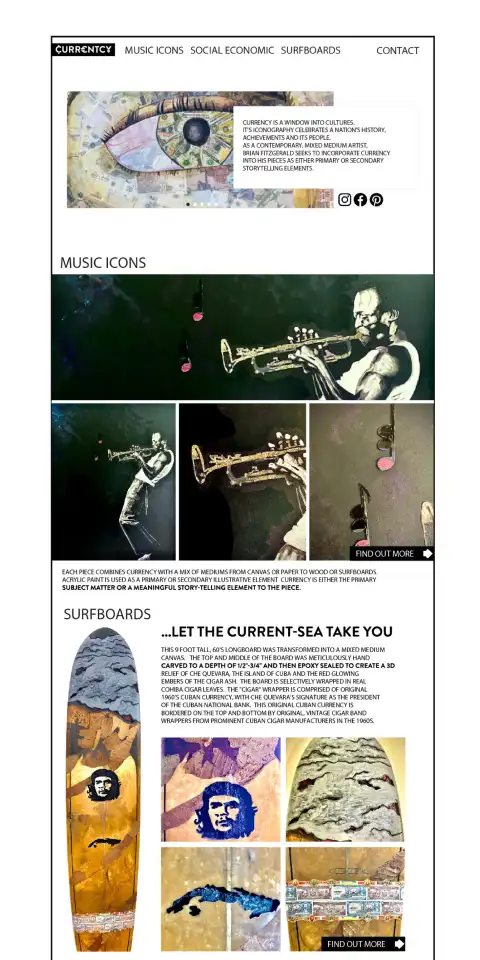 CURRENTCY MUSIC ICONS SOCIAL ECONOMIC SURFBOARDS CONTACT
CURRENCY IS A WINDOW INTO CULTURES.
IT'S ICONOGRAPHY CELEBRATES A NATION'S HISTORY,
ACHIEVEMENTS AND ITS PEOPLE.
AS A CONTEMPORARY, MIXED MEDIUM ARTIST,
BRIAN FITZGERALD SEEKS TO INCORPORATE CURRENCY
INTO HIS PIECES AS EITHER PRIMARY OR SECONDARY
STORYTELLING ELEMENTS.
MUSIC ICONS
FIND OUT MORE
EACH PIECE COMBINES CURRENCY WITH A MIX OF MEDIUMS FROM CANVAS OR PAPER TO WOOD OR SURFBOARDS.
ACRYLIC PAINT IS USED AS A PRIMARY OR SECONDARY ILLUSTRATIVE ELEMENT CURRENCY IS EITHER THE PRIMARY
SUBJECT MATTER OR A MEANINGFUL STORY-TELLING ELEMENT TO THE PIECE.
SURFBOARDS
...LET THE CURRENT-SEA TAKE YOU
THIS 9 FOOT TALL, 60'S LONGBOARD WAS TRANSFORMED INTO A MIXED MEDIUM
CANVAS. THE TOP AND MIDDLE OF THE BOARD WAS METICULOUSLY HAND
CARVED TO A DEPTH OF 1/2"-3/4" AND THEN EPOXY SEALED TO CREATE A 3D
RELIEF OF CHE QUEVARA, THE ISLAND OF CUBA AND THE RED GLOWING
EMBERS OF THE CIGAR ASH. THE BOARD IS SELECTIVELY WRAPPED IN REAL
COHIBA CIGAR LEAVES. THE "CIGAR" WRAPPER IS COMPRISED OF ORIGINAL
1960'S CUBAN CURRENCY, WITH CHE QUEVARA'S SIGNATURE AS THE PRESIDENT
OF THE CUBAN NATIONAL BANK. THIS ORIGINAL CUBAN CURRENCY IS
BORDERED ON THE TOP AND BOTTOM BY ORIGINAL, VINTAGE CIGAR BAND
WRAPPERS FROM PROMINENT CUBAN CIGAR MANUFACTURERS IN THE 1960S.
FIND OUT MORE